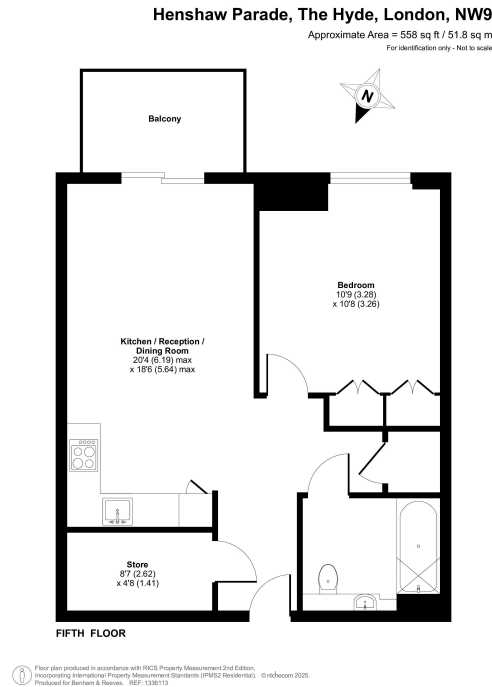 Henshaw Parade, The Hyde, London, NW9
Approximate Area = 558 sq ft / 51.8 sq m
For identification only - Not to scale
Balcony
N
Bedroom
10'9 (3.28)
x 10'8 (3.26)
Kitchen / Reception /
Dining Room
20'4 (6.19) max
x 18'6 (5.64) max
Store
8'7 (2.62)
x 4'8 (1.41)
FIFTH FLOOR
Floor plan produced in accordance with RICS Property Measurement 2nd Edition,
Incorporating International Property Measurement Standards (IPMS2 Residential). © nichecom 2025.
Produced for Benham & Reeves. REF: 1336113